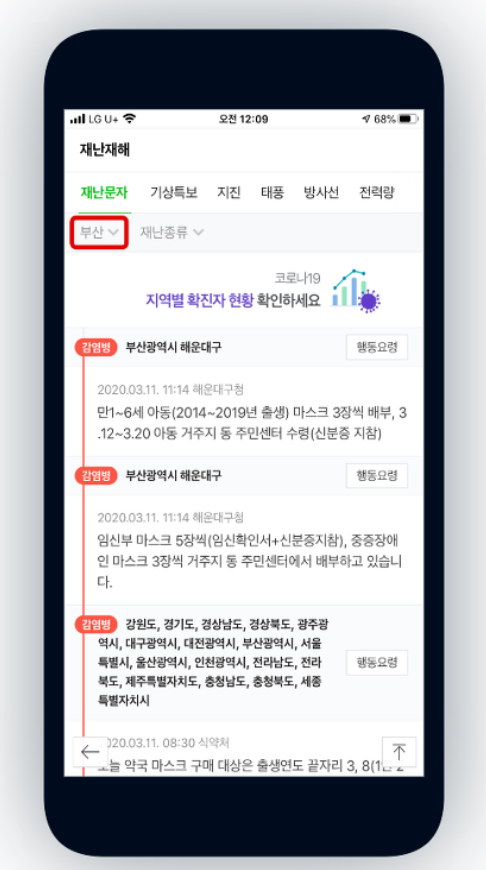 LG U+ 오전 12:09 68%
재난재해
재난문자 기상특보 지진 태풍 방사선 전력량
부산 재난종류
코로나19
지역별 확진자 현황 확인하세요
감염병 부산광역시 해운대구 행동요령
2020.03.11. 11:14 해운대구청
만1~6세 아동(2014~2019년 출생) 마스크 3장씩 배부, 3
.12~3.20 아동 거주지 동 주민센터 수령(신분증 지참)
감염병 부산광역시 해운대구 행동요령
2020.03.11. 11:14 해운대구청
임신부 마스크 5장씩(임신확인서+신분증지참), 중증장애
인 마스크 3장씩 거주지 동 주민센터에서 배부하고 있습니
다.
감염병 강원도, 경기도, 경상남도, 경상북도, 광주광
역시, 대구광역시, 대전광역시, 부산광역시, 서울
특별시, 울산광역시, 인천광역시, 전라남도, 전라 행동요령
북도, 제주특별자치도, 충청남도, 충청북도, 세종
특별자치시
2020.03.11. 08:30 식약처
오늘 약국 마스크 구매 대상은 출생연도 끝자리 3, 8(1인 2